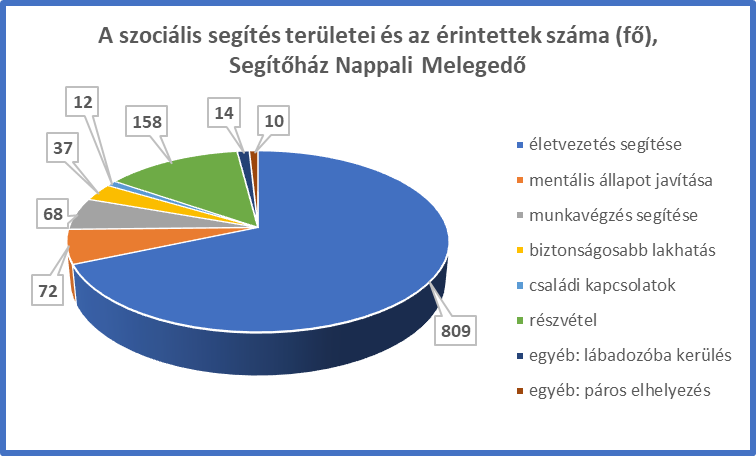 A szociális segítés területei és az érintettek száma (fő),
Segítőház Nappali Melegedő
12
14
10
158
37
68
72
809
életvezetés segítése
mentális állapot javítása
munkavégzés segítése
biztonságosabb lakhatás
családi kapcsolatok
részvétel
egyéb: lábadozóba kerülés
egyéb: páros elhelyezés